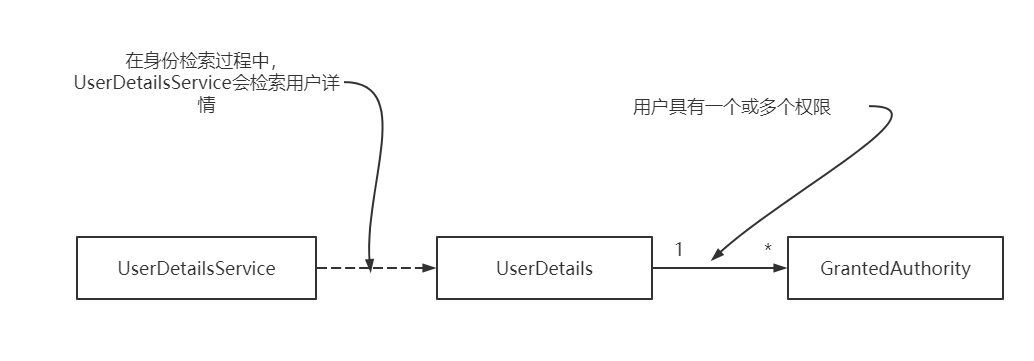 在身份检索过程中，
UserDetailsService会检索用户详
情
用户具有一个或多个权限
UserDetailsService
UserDetails
1
*
GrantedAuthority